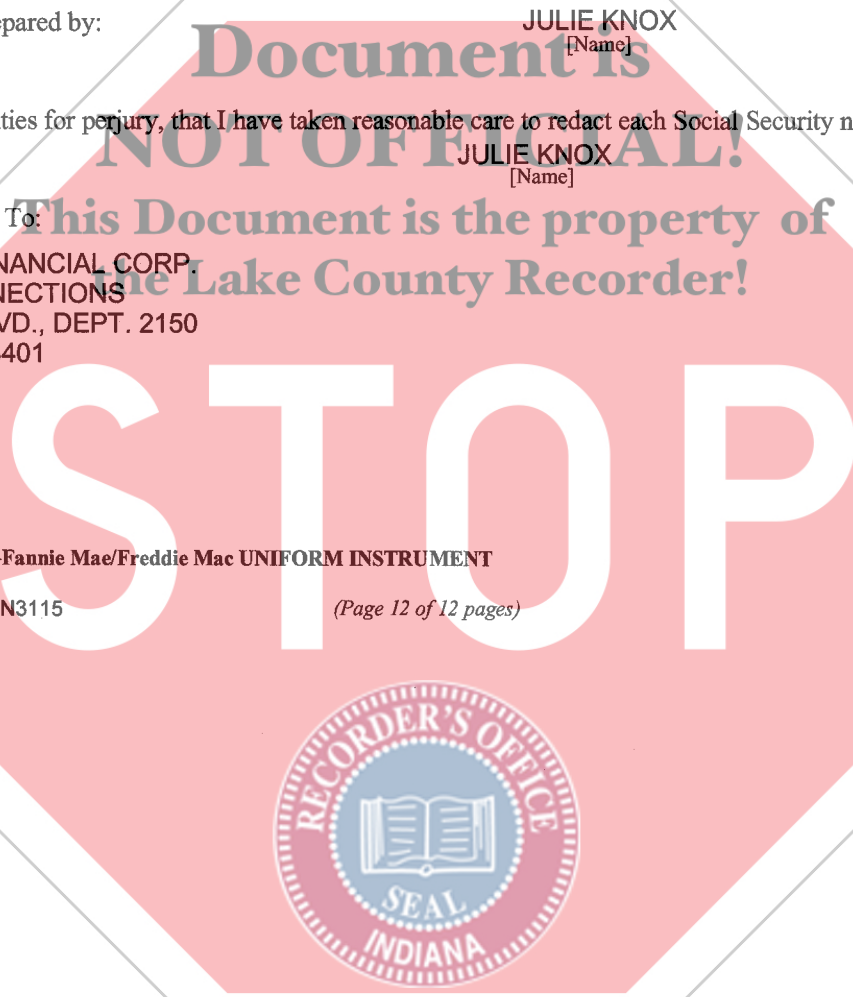 epared by:
JULIE KNOX
[Name]
Document is
ties for perjury, that I have taken reasonable care to redact each Social Security n
NOT OFFICIAL!
JULIE KNOX
[Name]
To:
This Document is the property of
NANCIAL CORP.
the Lake County Recorder!
NECTIONS
VD., DEPT. 2150
401
STOP
-Fannie Mae/Freddie Mac UNIFORM INSTRUMENT
N3115
(Page 12 of 12 pages)
RECORDER'S OFFICE
SEAL
INDIANA